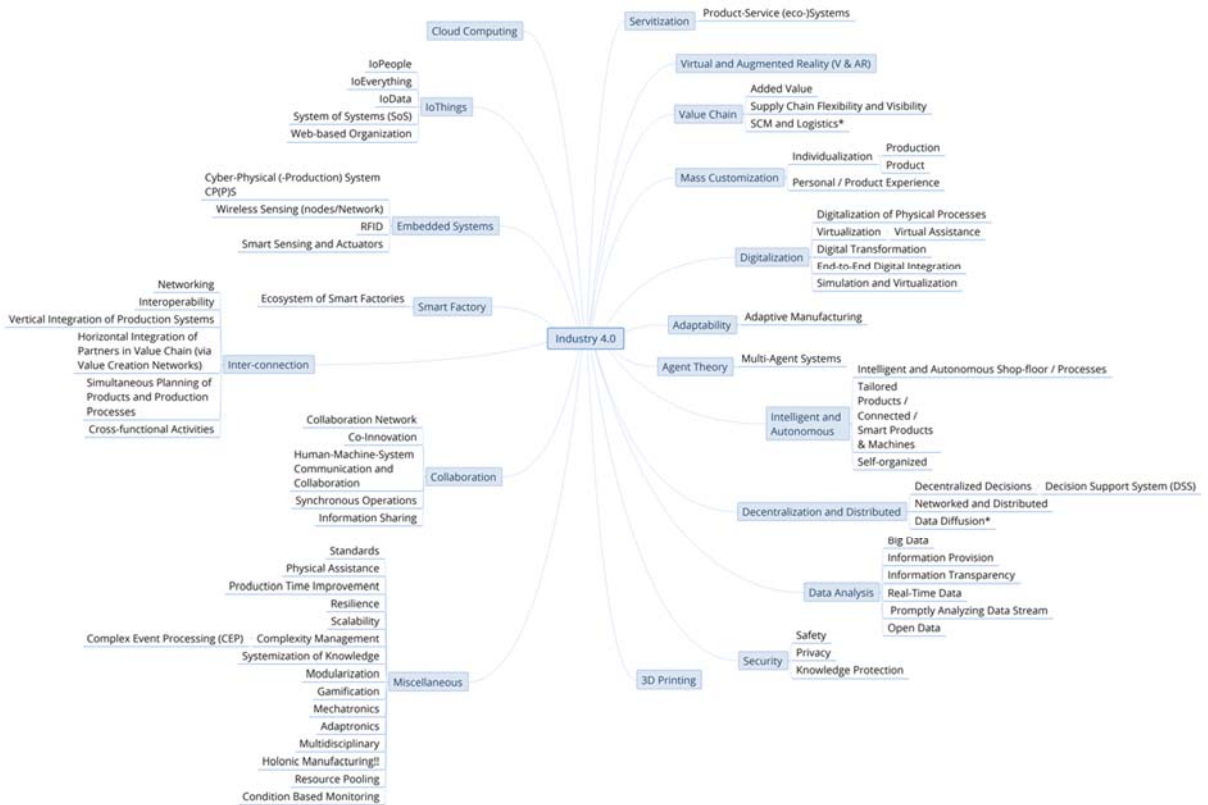 Industry 4.0
Cloud Computing
IoThings
IoPeople
IoEverything
IoData
System of Systems (SoS)
Web-based Organization
Embedded Systems
Cyber-Physical (-Production) System
CP(P)S
Wireless Sensing (nodes/Network)
RFID
Smart Sensing and Actuators
Smart Factory
Ecosystem of Smart Factories
Inter-connection
Networking
Interoperability
Vertical Integration of Production Systems
Horizontal Integration of
Partners in Value Chain (via
Value Creation Networks)
Simultaneous Planning of
Products and Production
Processes
Cross-functional Activities
Collaboration
Collaboration Network
Co-Innovation
Human-Machine-System
Communication and
Collaboration
Synchronous Operations
Information Sharing
Miscellaneous
Standards
Physical Assistance
Production Time Improvement
Resilience
Scalability
Complex Event Processing (CEP)
Complexity Management
Systemization of Knowledge
Modularization
Gamification
Mechatronics
Adaptronics
Multidisciplinary
Holonic Manufacturing!!
Resource Pooling
Condition Based Monitoring
Servitization
Product-Service (eco-)Systems
Virtual and Augmented Reality (V & AR)
Value Chain
Added Value
Supply Chain Flexibility and Visibility
SCM and Logistics*
Mass Customization
Individualization
Production
Product
Personal / Product Experience
Digitalization
Digitalization of Physical Processes
Virtualization
Virtual Assistance
Digital Transformation
End-to-End Digital Integration
Simulation and Virtualization
Adaptability
Adaptive Manufacturing
Agent Theory
Multi-Agent Systems
Intelligent and
Autonomous
Intelligent and Autonomous Shop-floor / Processes
Tailored
Products /
Connected /
Smart Products
& Machines
Self-organized
Decentralization and Distributed
Decentralized Decisions
Decision Support System (DSS)
Networked and Distributed
Data Diffusion*
Data Analysis
Big Data
Information Provision
Information Transparency
Real-Time Data
Promptly Analyzing Data Stream
Open Data
Security
Safety
Privacy
Knowledge Protection
3D Printing